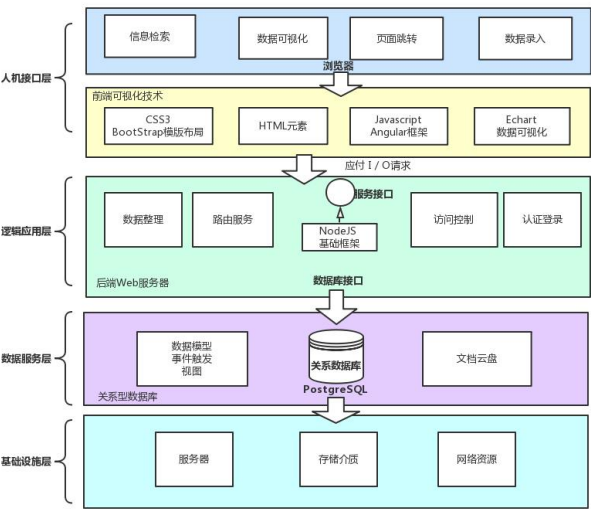 信息检索
数据可视化
页面跳转
数据录入
浏览器
人机接口层
前端可视化技术
CSS3
BootStrap模版布局
HTML元素
Javascript
Angular框架
Echart
数据可视化
应付 I / O请求
服务接口
数据整理
路由服务
NodeJS
基础框架
访问控制
认证登录
逻辑应用层
后端Web服务器
数据库接口
数据模型
事件触发
视图
关系数据库
PostgreSQL
文档云盘
数据服务层
关系型数据库
服务器
存储介质
网络资源
基础设施层